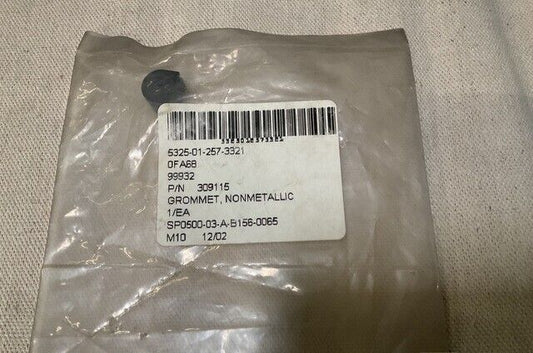 5325-01-257-3321
0FA68
99932
P/N 309115
GROMMET, NONMETALLIC
1/EA
SP0500-03-A-B156-0065
M10 12/02